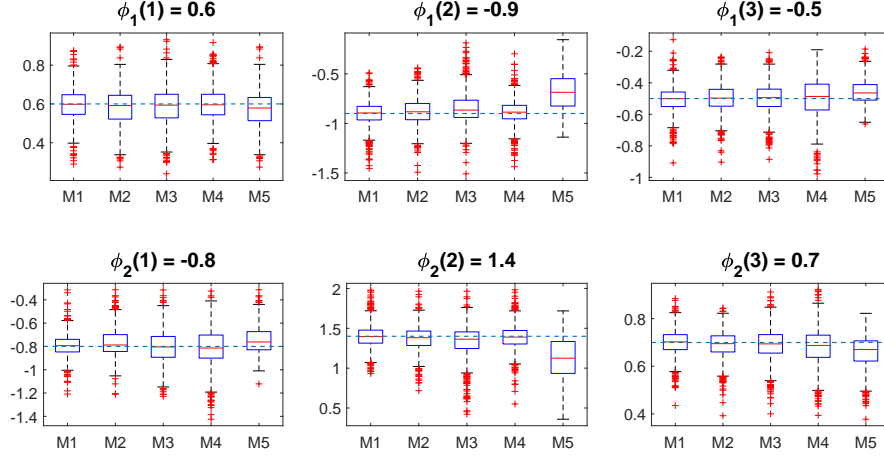 ϕ₁(1) = 0.6
ϕ₁(2) = -0.9
ϕ₁(3) = -0.5
0.8
0.6
0.4
M1 M2 M3 M4 M5
-0.5
-1
-1.5
M1 M2 M3 M4 M5
-0.2
-0.4
-0.6
-0.8
-1
M1 M2 M3 M4 M5
ϕ₂(1) = -0.8
ϕ₂(2) = 1.4
ϕ₂(3) = 0.7
-0.4
-0.6
-0.8
-1
-1.2
-1.4
M1 M2 M3 M4 M5
2
1.5
1
0.5
M1 M2 M3 M4 M5
0.8
0.6
0.4
M1 M2 M3 M4 M5